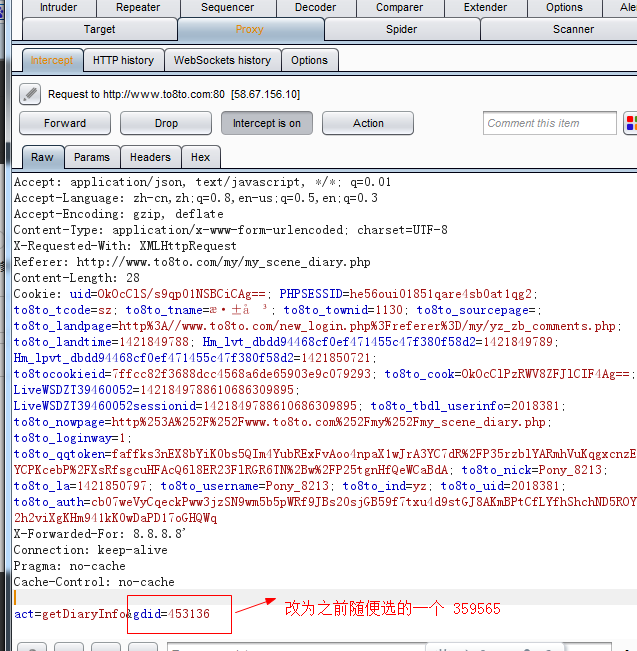 Intruder Repeater Sequencer Decoder Comparer Extender Options
Target Proxy Spider Scanner
Intercept HTTP history WebSockets history Options
Request to http://www.to8to.com:80 [58.67.156.10]
Forward Drop Intercept is on Action Comment this item
Raw Params Headers Hex
Accept: application/json, text/javascript, */*; q=0.01
Accept-Language: zh-cn,zh;q=0.8,en-us;q=0.5,en;q=0.3
Accept-Encoding: gzip, deflate
Content-Type: application/x-www-form-urlencoded; charset=UTF-8
X-Requested-With: XMLHttpRequest
Referer: http://www.to8to.com/my/my_scene_diary.php
Content-Length: 28
Cookie: uid=OkOcClS/s9qp01NSBCiCAg==; PHPSESSID=he56oui01851qare4sb0at1qg2;
to8to_tcode=sz; to8to_townid=1130; to8to_sourcepage=;
to8to_landpage=http%3A//www.to8to.com/new_login.php%3Freferer%3D/my/yz_zb_comments.php;
to8to_landtime=1421849788; Hm_lvt_dbdd94468cf0ef471455c47f380f58d2=1421849789;
Hm_lpvt_dbdd94468cf0ef471455c47f380f58d2=1421850721;
to8tocookieid=7ffcc82f3688dcc4568a6de65903e9c079293; to8to_cook=OkOcClPzRWV8ZFJlCIF4Ag==;
LiveWSDZT39460052=1421849788610686309895;
LiveWSDZT39460052sessionid=1421849788610686309895; to8to_tbdl_userinfo=2018381;
to8to_nowpage=http%253A%252F%252Fwww.to8to.com%252Fmy%252Fmy_scene_diary.php;
to8to_loginway=1;
to8to_qqtoken=faffks3nEX8bYiK0bs5QIm4YubRExFvAoo4npaX1wJrA3YC7dR%2FP35rzblYARmhVuKqgxcnzE
YCPKcebP%2FXsRfsgcuHFAcQ6l8ER23FlRGR6TN%2Bw%2FP25tgnHfQeWCaBdA; to8to_nick=Pony_8213;
to8to_la=1421850797; to8to_username=Pony_8213; to8to_ind=yz; to8to_uid=2018381;
to8to_auth=cb07weVyCqeckPww3jzSN9wm5b5pWRf9JBs20sjGB59f7txu4d9stGJ8AKmBPtCfLYfhShchND5ROY
2h2viXgKHm941kK0wDaPD17oGHQWq
X-Forwarded-For: 8.8.8.8'
Connection: keep-alive
Pragma: no-cache
Cache-Control: no-cache
act=getDiaryInfo&gdid=453136 改为之前随便选的一个 359565